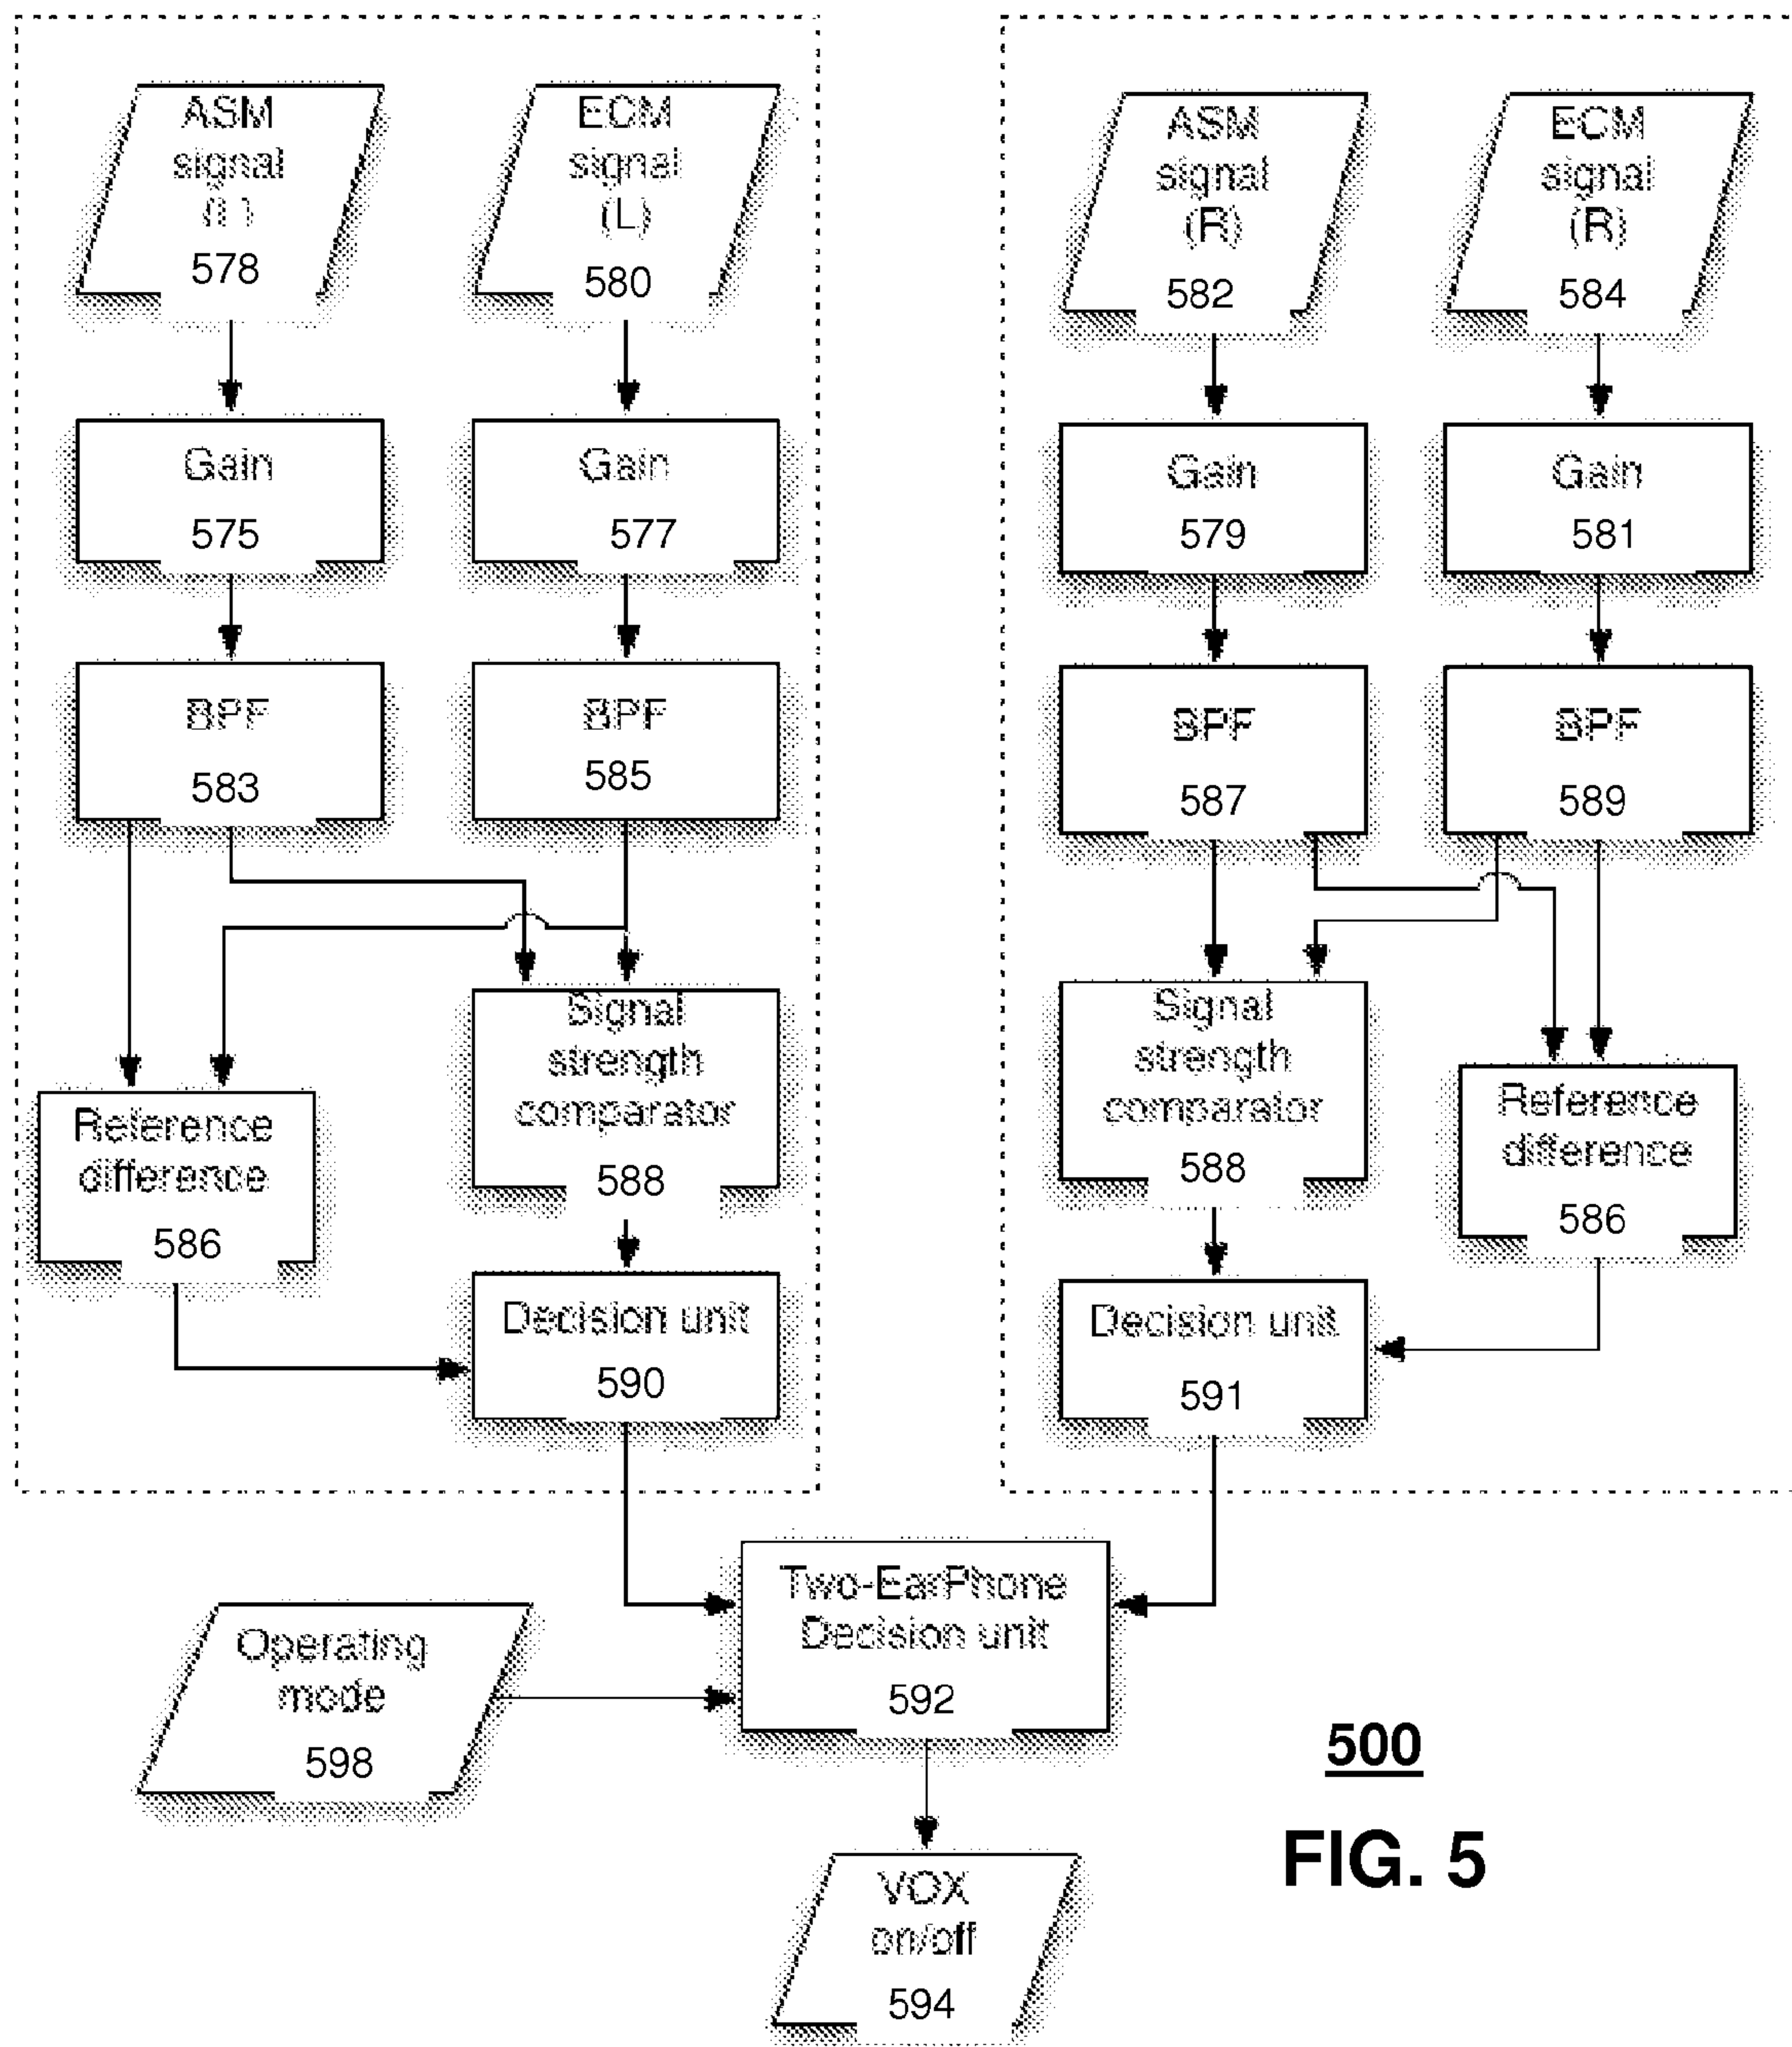 ASM
signal
(L)
578
ECM
signal
(L)
580
Gain
575
Gain
577
BPF
583
BPF
585
Reference
difference
586
Signal
strength
comparator
588
Decision unit
590
ASM
signal
(R)
582
ECM
signal
(R)
584
Gain
579
Gain
581
BPF
587
BPF
589
Signal
strength
comparator
588
Reference
difference
586
Decision unit
591
Two-EarPhone
Decision unit
592
Operating
mode
598
VOX
on/off
594
500
FIG. 5